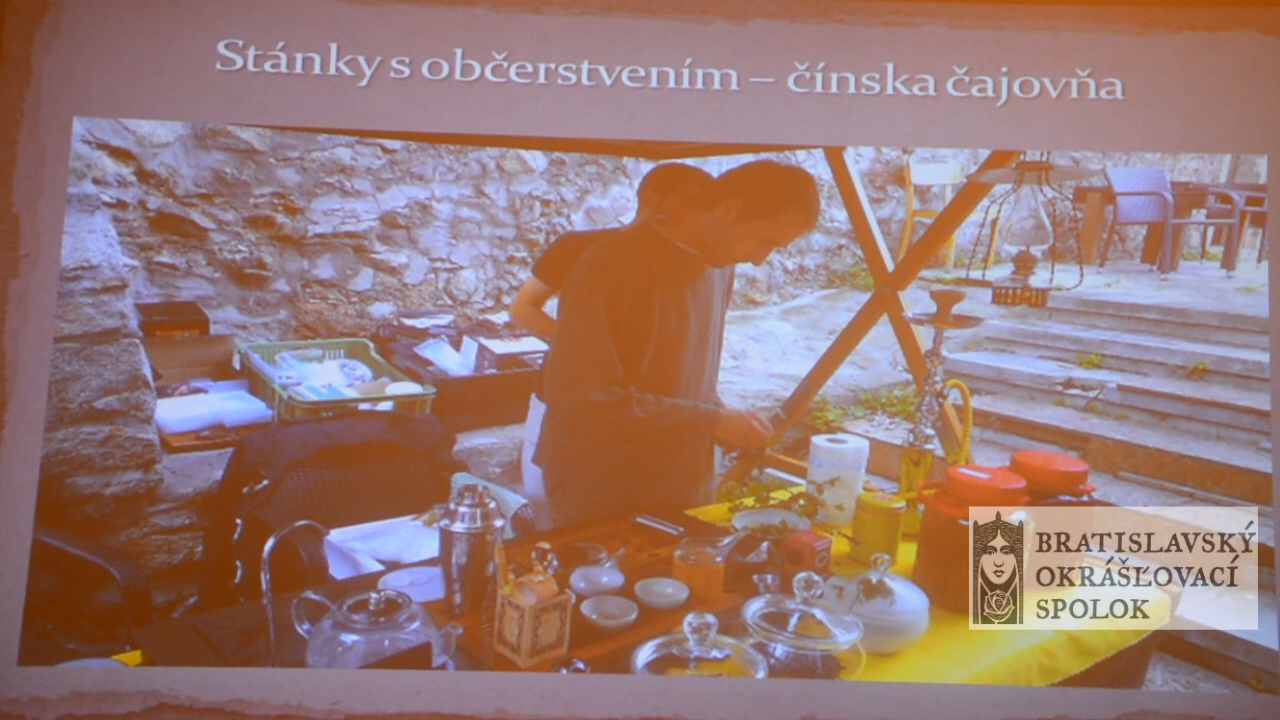 Stánky s občerstvením – čínska čajovňa
BRATISLAVSKÝ
OKRÁŠĽOVACÍ
SPOLOK